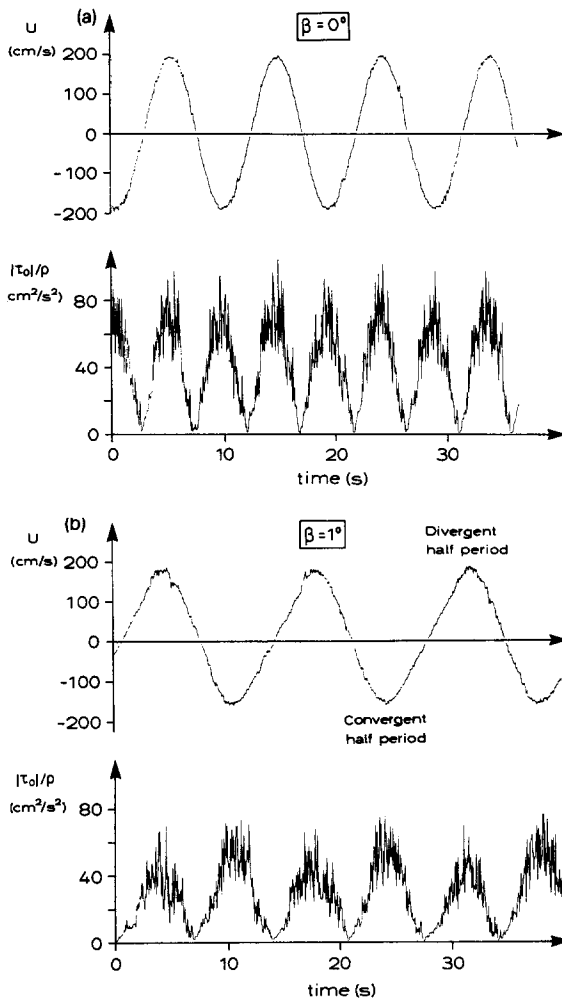 (a)
U
(cm/s)
β = 0°
200
100
0
-100
-200
|τ₀|/ρ
cm²/s²)
80
40
0
0 10 20 30
time (s)
(b)
U
(cm/s)
β = 1°
Divergent
half period
200
100
0
-100
-200
Convergent
half period
|τ₀|/ρ
(cm²/s²)
80
40
0
0 10 20 30
time (s)